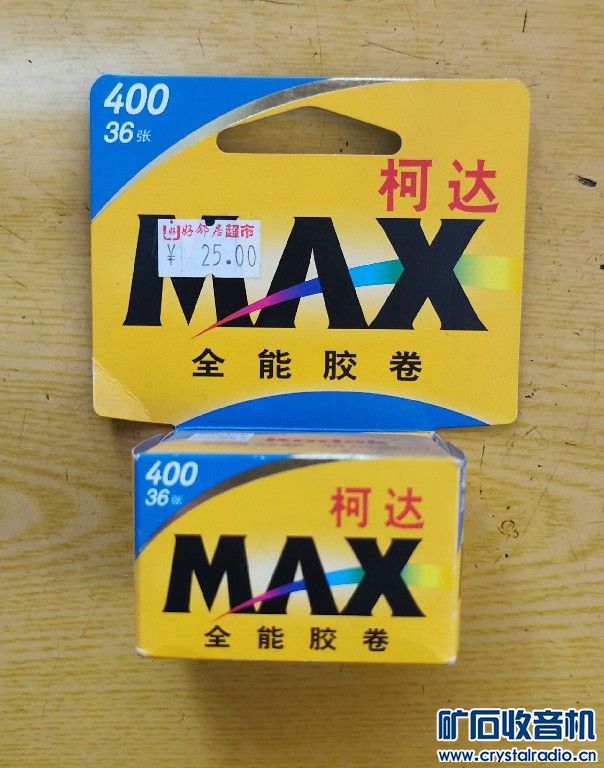 400
36张
柯达
好邻居超市
¥ 25.00
MAX
全能胶卷
Kodak
400
36张
柯达
MAX
全能胶卷
矿石收音机
www.crystalradio.cn